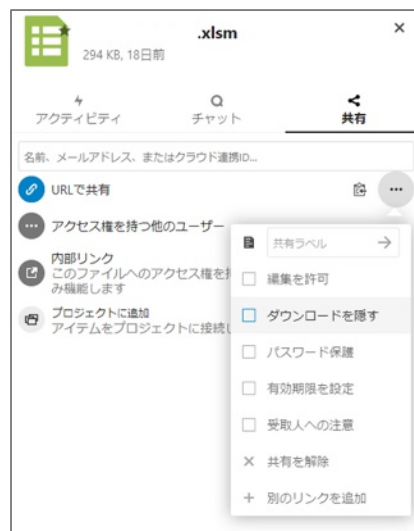 .xlsm
294 KB, 18日前
アクティビティ
チャット
共有
名前、メールアドレス、またはクラウド連携ID...
URLで共有
アクセス権を持つ他のユーザー
共有ラベル
内部リンク
このファイルへのアクセス権を持
み機能します
編集を許可
プロジェクトに追加
アイテムをプロジェクトに接続し
ダウンロードを隠す
パスワード保護
有効期限を設定
受取人への注意
共有を解除
別のリンクを追加